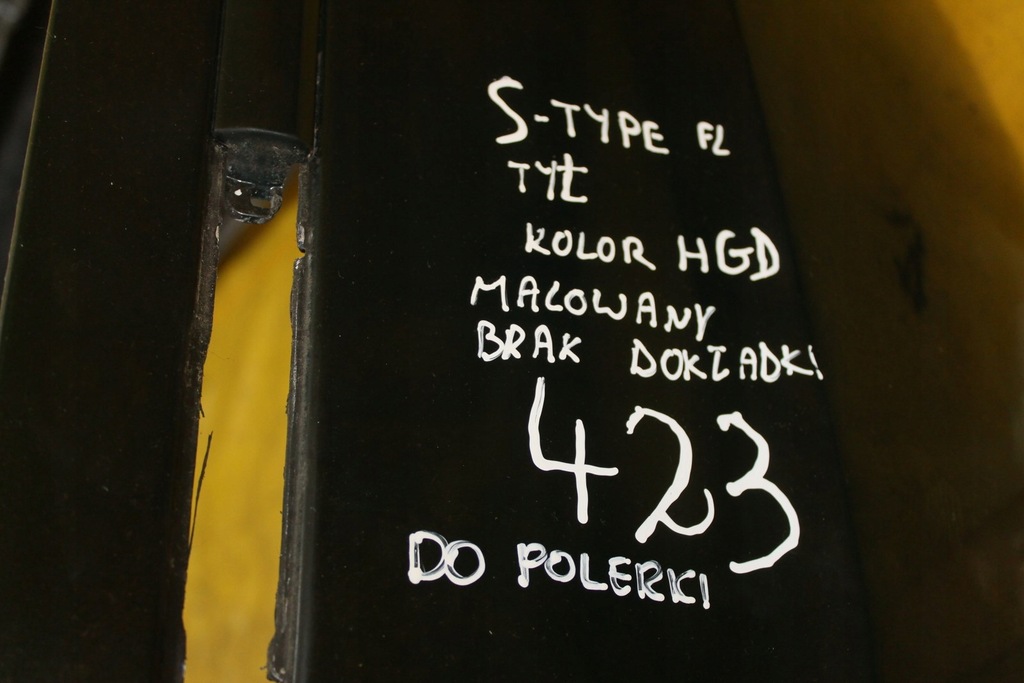 S-TYPE FL
TYŁ
KOLOR HGD
MALOWANY
BRAK DOKŁADKI
423
DO POLERKI